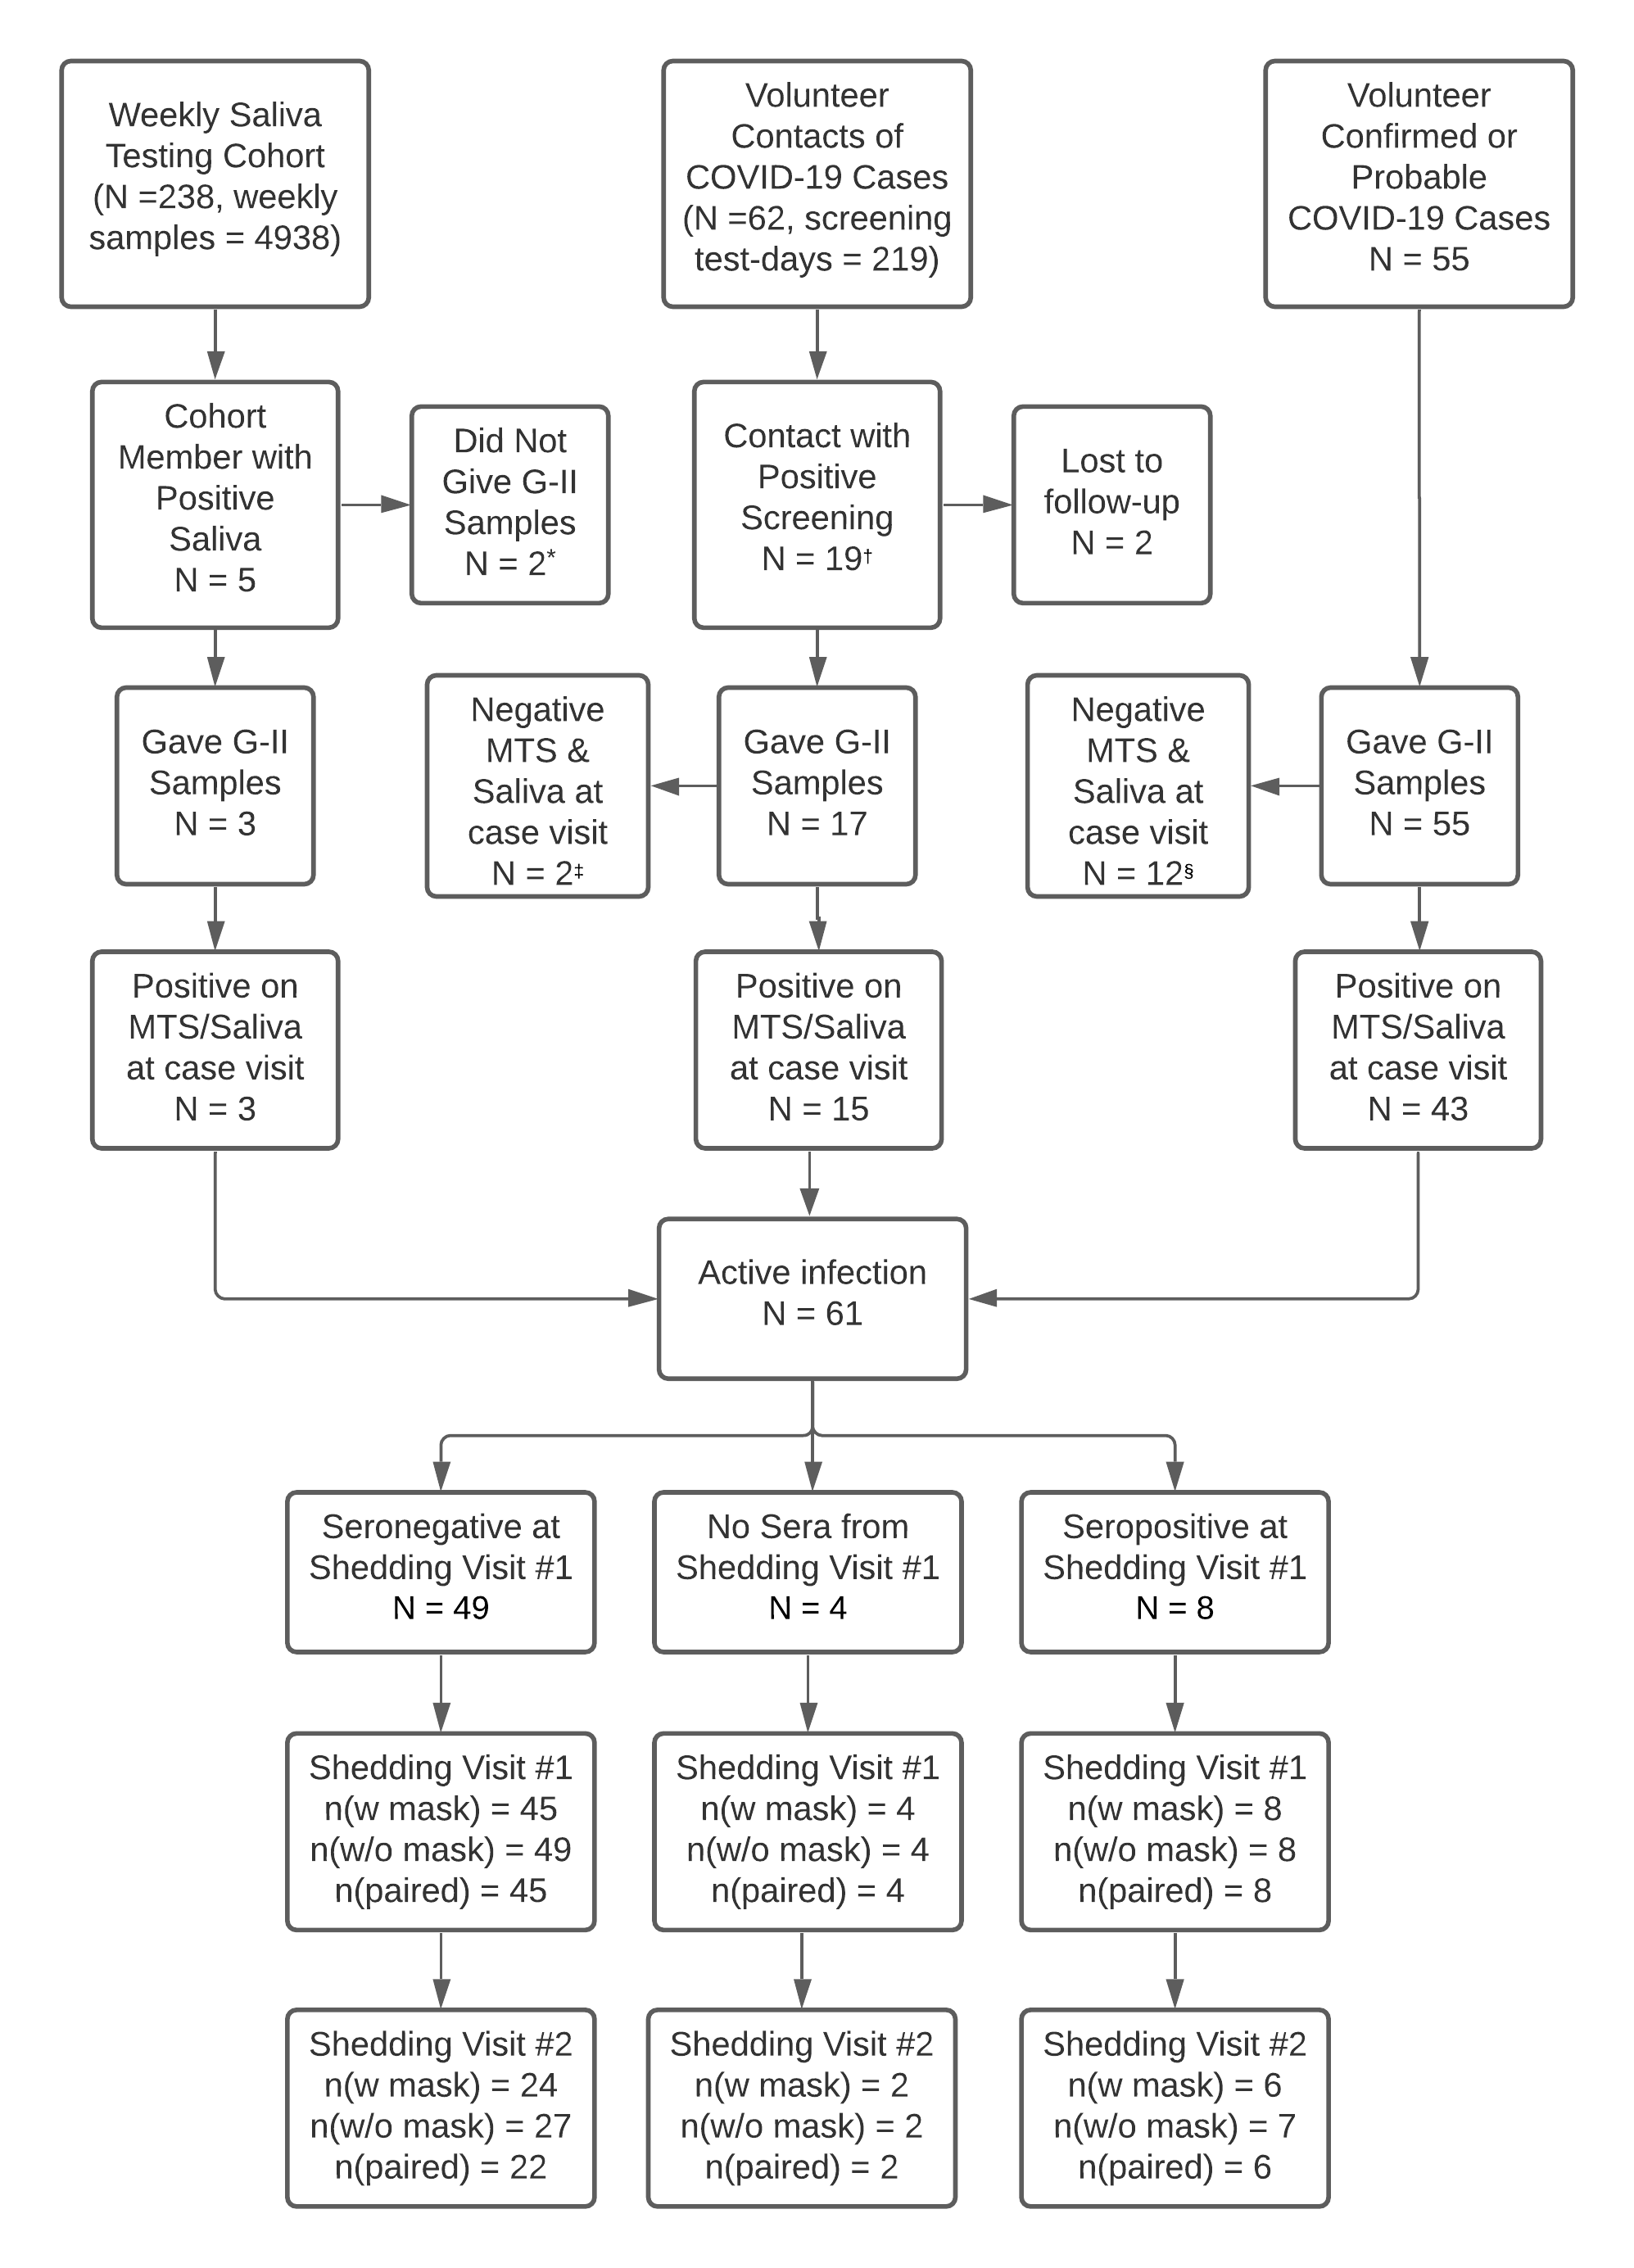 Weekly Saliva
Testing Cohort
(N =238, weekly
samples = 4938)
Volunteer
Contacts of
COVID-19 Cases
(N =62, screening
test-days = 219)
Volunteer
Confirmed or
Probable
COVID-19 Cases
N = 55
Cohort
Member with
Positive
Saliva
N = 5
Did Not
Give G-II
Samples
N = 2*
Contact with
Positive
Screening
N = 19†
Lost to
follow-up
N = 2
Gave G-II
Samples
N = 3
Negative
MTS &
Saliva at
case visit
N = 2‡
Gave G-II
Samples
N = 17
Negative
MTS &
Saliva at
case visit
N = 12§
Gave G-II
Samples
N = 55
Positive on
MTS/Saliva
at case visit
N = 3
Positive on
MTS/Saliva
at case visit
N = 15
Positive on
MTS/Saliva
at case visit
N = 43
Active infection
N = 61
Seronegative at
Shedding Visit #1
N = 49
No Sera from
Shedding Visit #1
N = 4
Seropositive at
Shedding Visit #1
N = 8
Shedding Visit #1
n(w mask) = 45
n(w/o mask) = 49
n(paired) = 45
Shedding Visit #1
n(w mask) = 4
n(w/o mask) = 4
n(paired) = 4
Shedding Visit #1
n(w mask) = 8
n(w/o mask) = 8
n(paired) = 8
Shedding Visit #2
n(w mask) = 24
n(w/o mask) = 27
n(paired) = 22
Shedding Visit #2
n(w mask) = 2
n(w/o mask) = 2
n(paired) = 2
Shedding Visit #2
n(w mask) = 6
n(w/o mask) = 7
n(paired) = 6